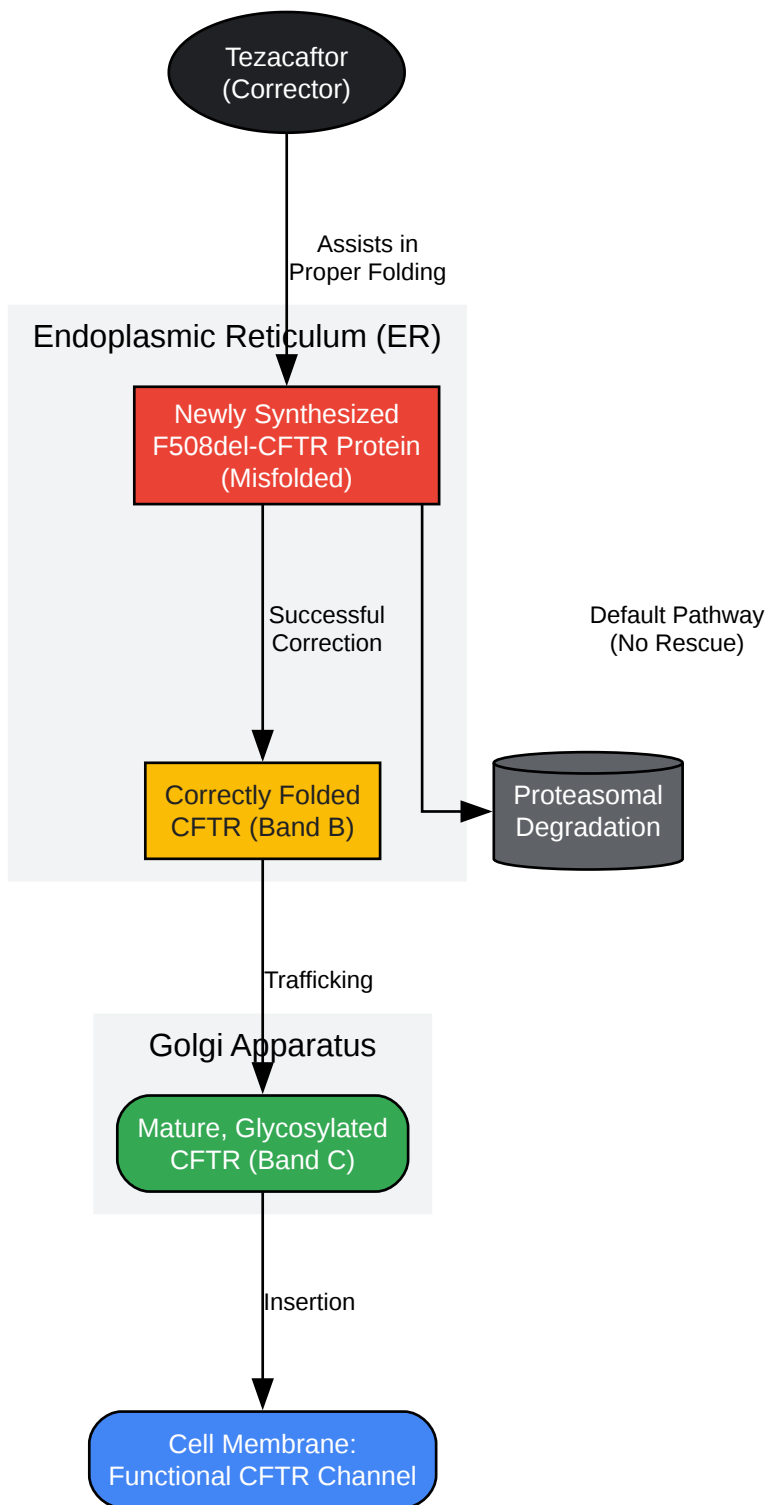 Tezacaftor
(Corrector)
Assists in
Proper Folding
Endoplasmic Reticulum (ER)
Newly Synthesized
F508del-CFTR Protein
(Misfolded)
Successful
Correction
Default Pathway
(No Rescue)
Correctly Folded
CFTR (Band B)
Proteasomal
Degradation
Trafficking
Golgi Apparatus
Mature, Glycosylated
CFTR (Band C)
Insertion
Cell Membrane:
Functional CFTR Channel